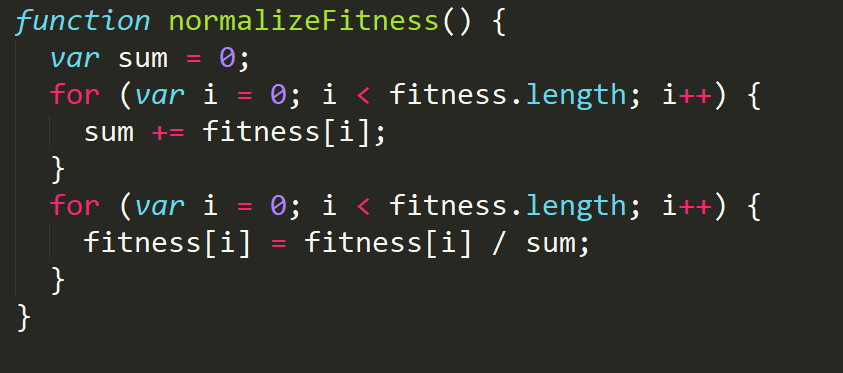 function normalizeFitness() {
  var sum = 0;
  for (var i = 0; i < fitness.length; i++) {
    sum += fitness[i];
  }
  for (var i = 0; i < fitness.length; i++) {
    fitness[i] = fitness[i] / sum;
  }
}